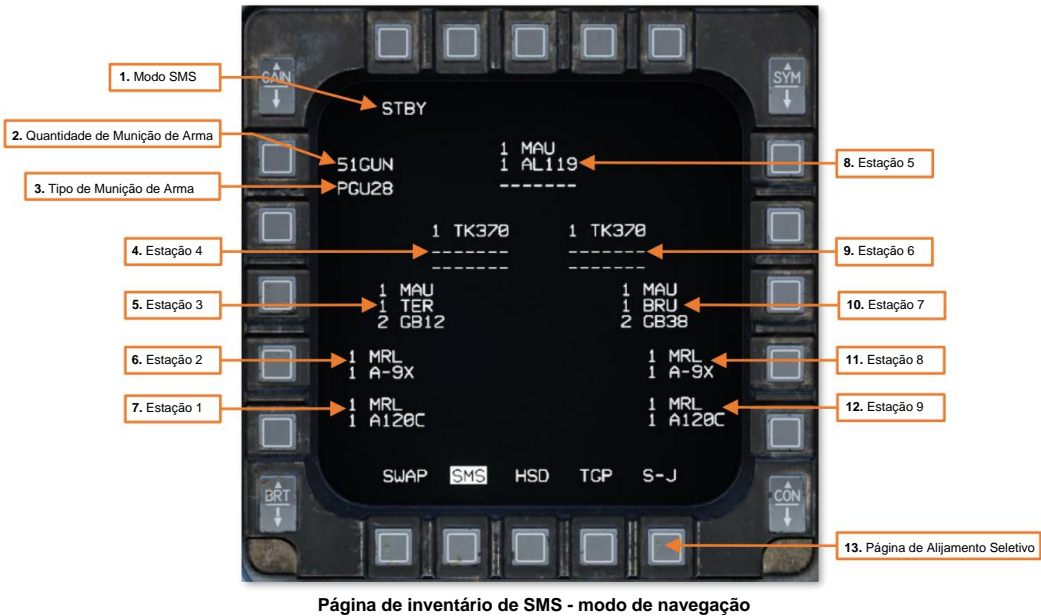 GAIN
SYM
1. Modo SMS
STBY
2. Quantidade de Munição de Arma
51GUN
1 MAU
1 AL119
-------
8. Estação 5
3. Tipo de Munição de Arma
PGU28
4. Estação 4
1 TK370
-------
-------
1 TK370
-------
-------
9. Estação 6
5. Estação 3
1 MAU
1 TER
2 GB12
1 MAU
1 BRU
2 GB38
10. Estação 7
6. Estação 2
1 MRL
1 A-9X
1 MRL
1 A-9X
11. Estação 8
7. Estação 1
1 MRL
1 A120C
1 MRL
1 A120C
12. Estação 9
SWAP SMS HSD TGP S-J
BRT
CON
13. Página de Alijamento Seletivo
Página de inventário de SMS - modo de navegação